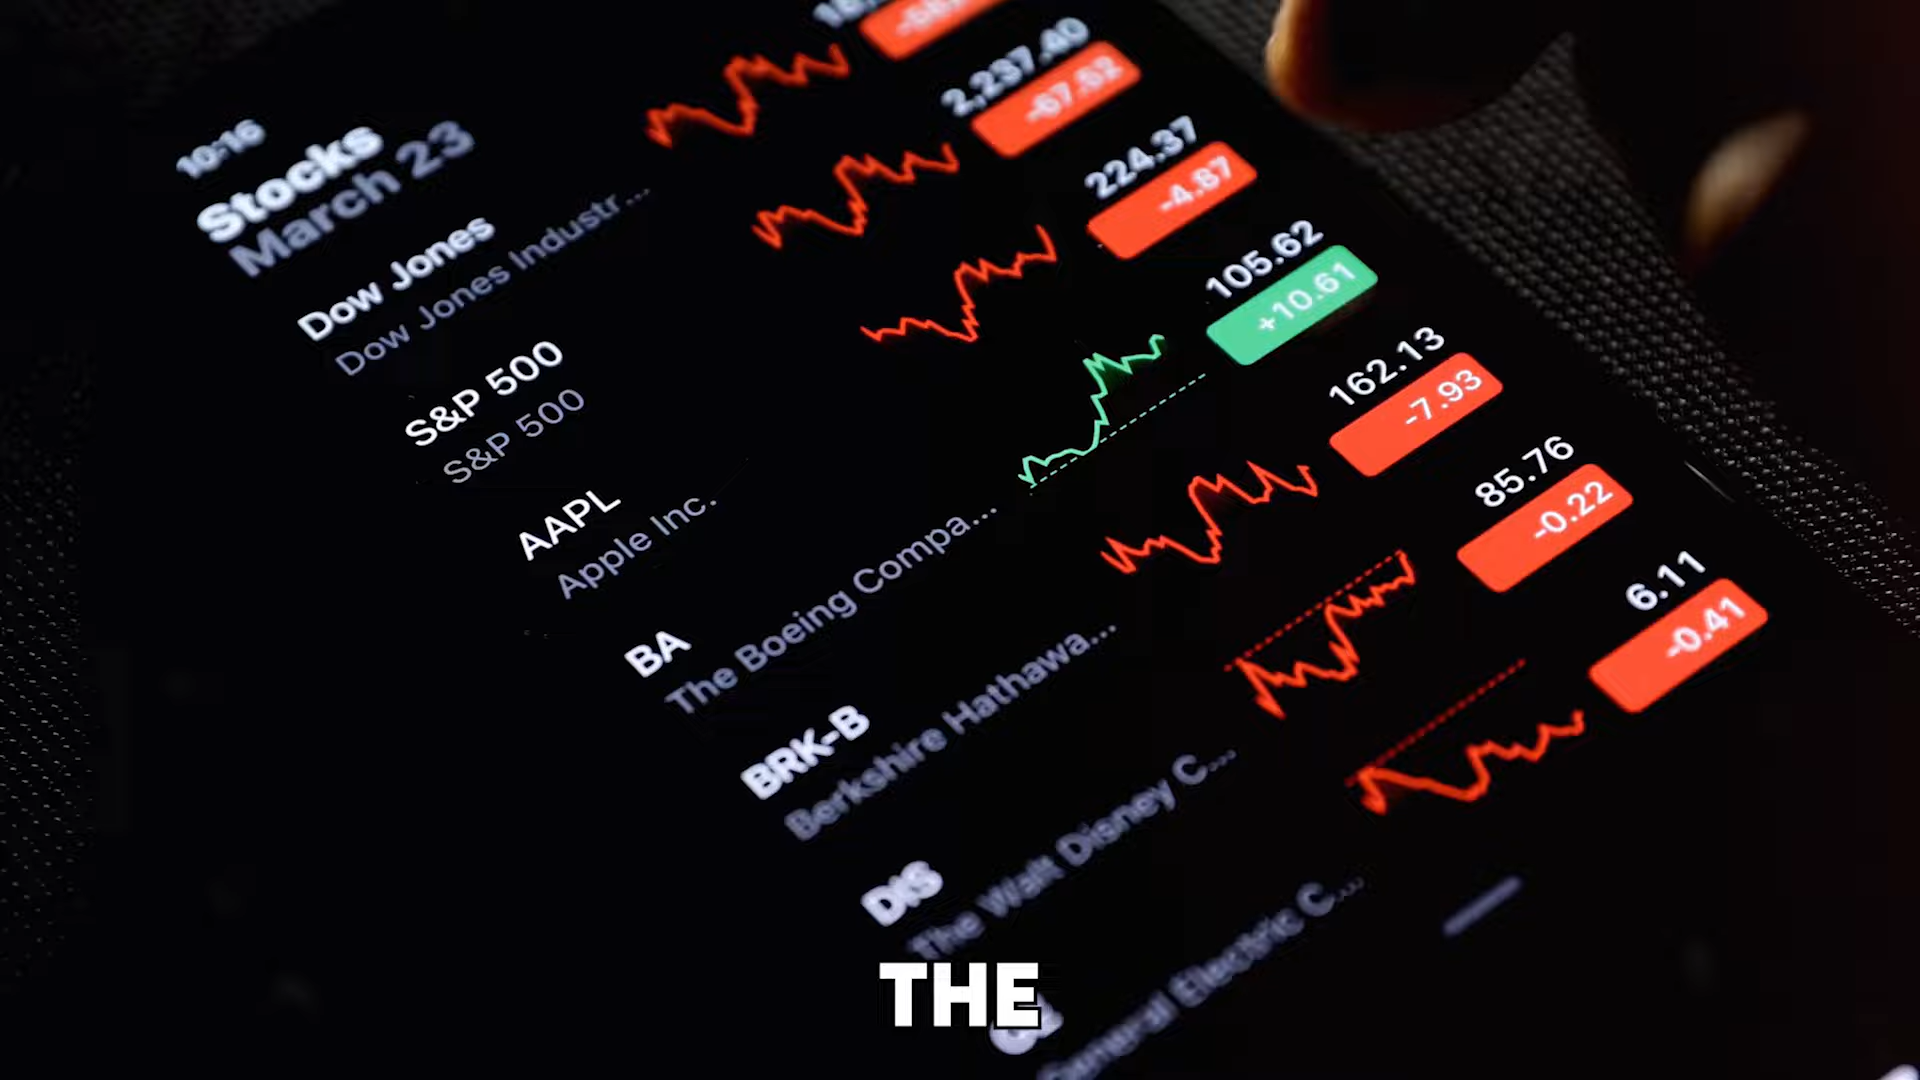 10:16
Stocks
March 23
Dow Jones
Dow Jones Industr...
S&P 500
S&P 500
2,237.40
-67.52
AAPL
Apple Inc.
224.37
-4.87
BA
The Boeing Compa...
105.62
+10.61
BRK-B
Berkshire Hathawa...
162.13
-7.93
DIS
The Walt Disney C...
85.76
-0.22
General Electric C...
6.11
-0.41
THE